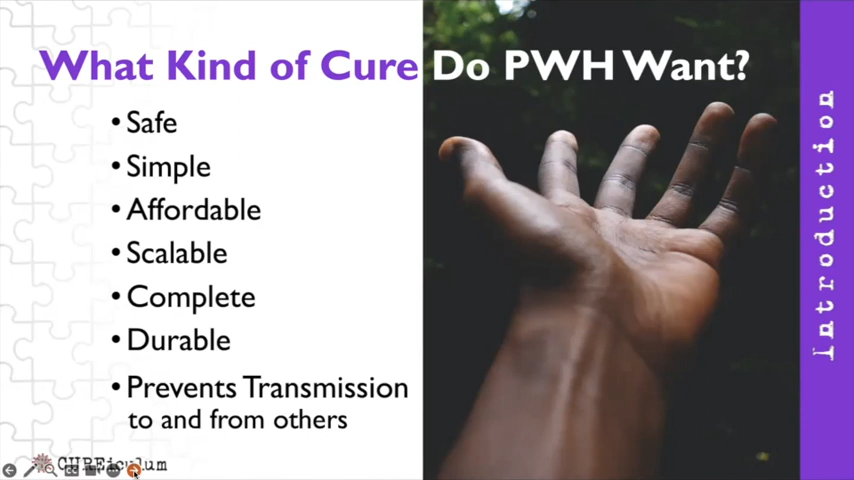 What Kind of Cure Do PWH Want?
• Safe
• Simple
• Affordable
• Scalable
• Complete
• Durable
• Prevents Transmission
to and from others
Introduction
CUREiculum